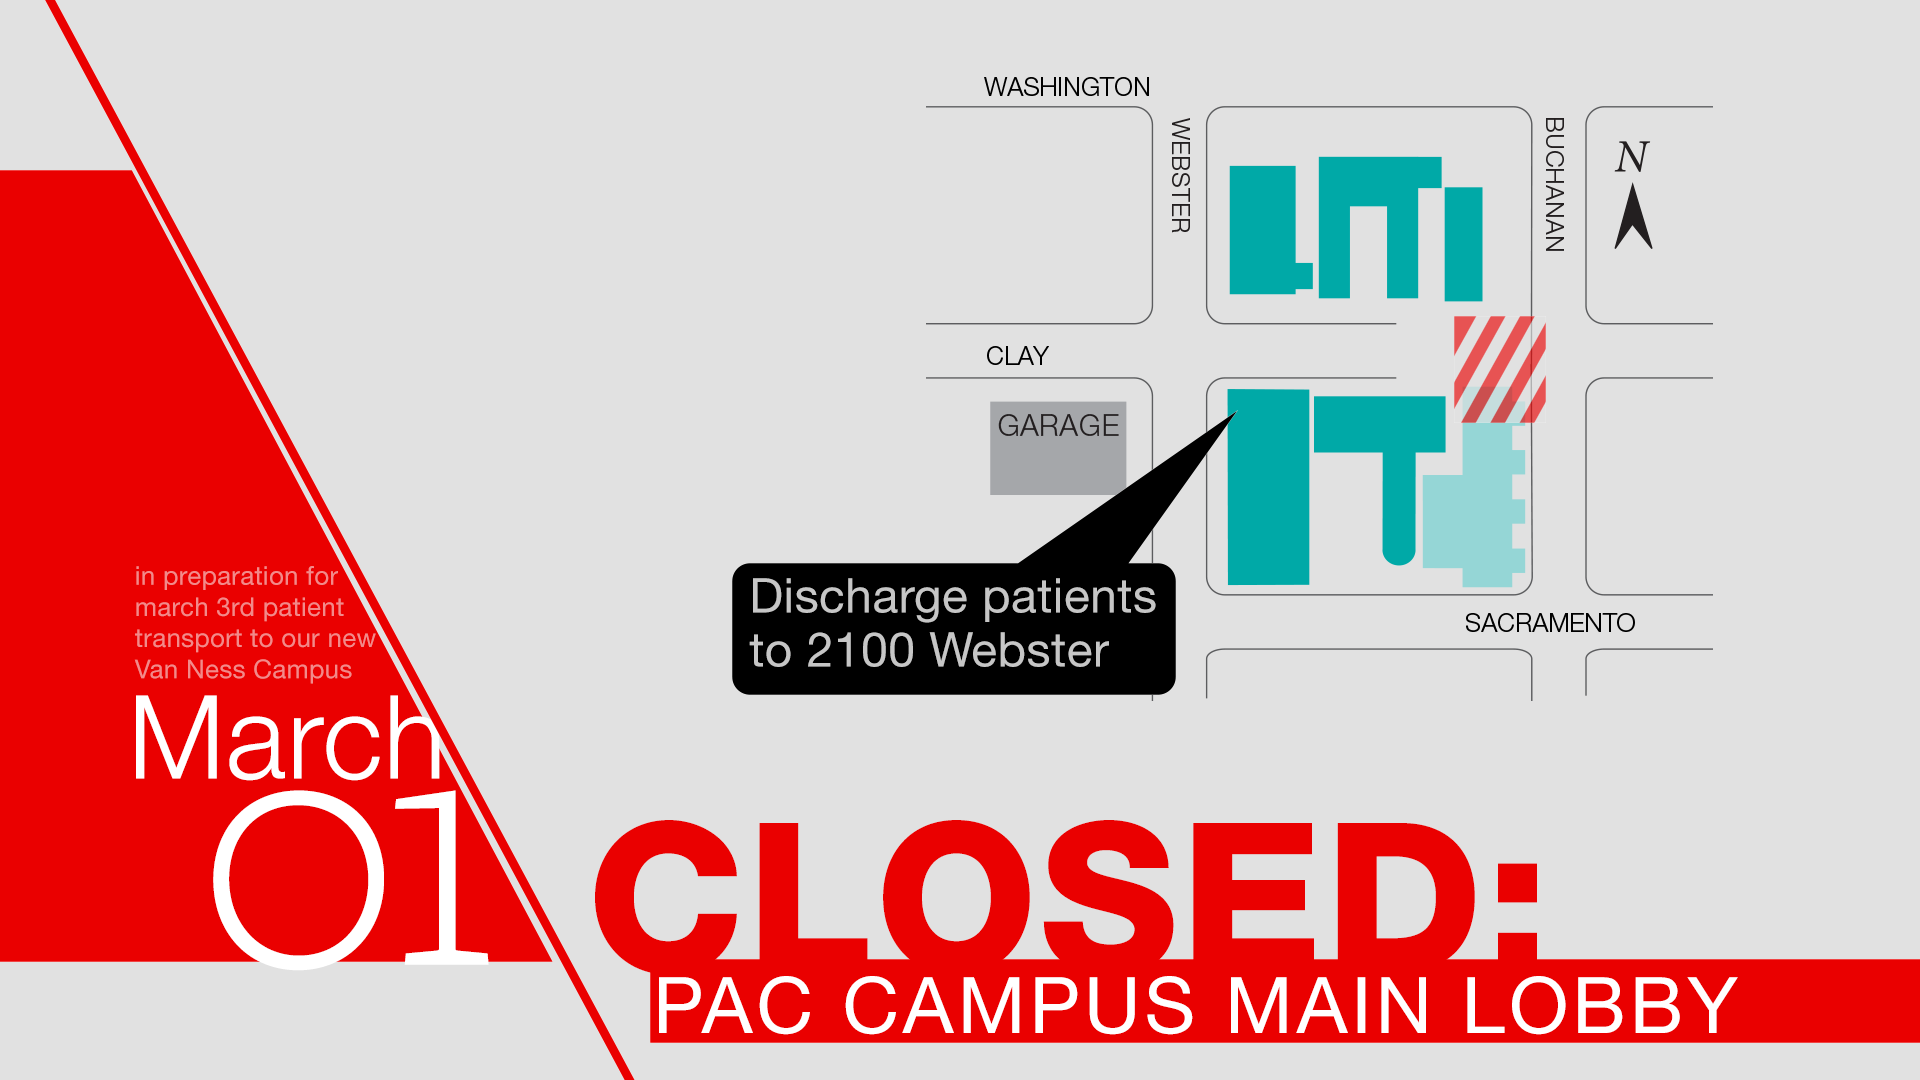 WASHINGTON
WEBSTER
BUCHANAN
N
CLAY
GARAGE
Discharge patients
to 2100 Webster
SACRAMENTO
in preparation for
march 3rd patient
transport to our new
Van Ness Campus
March
01
CLOSED:
PAC CAMPUS MAIN LOBBY